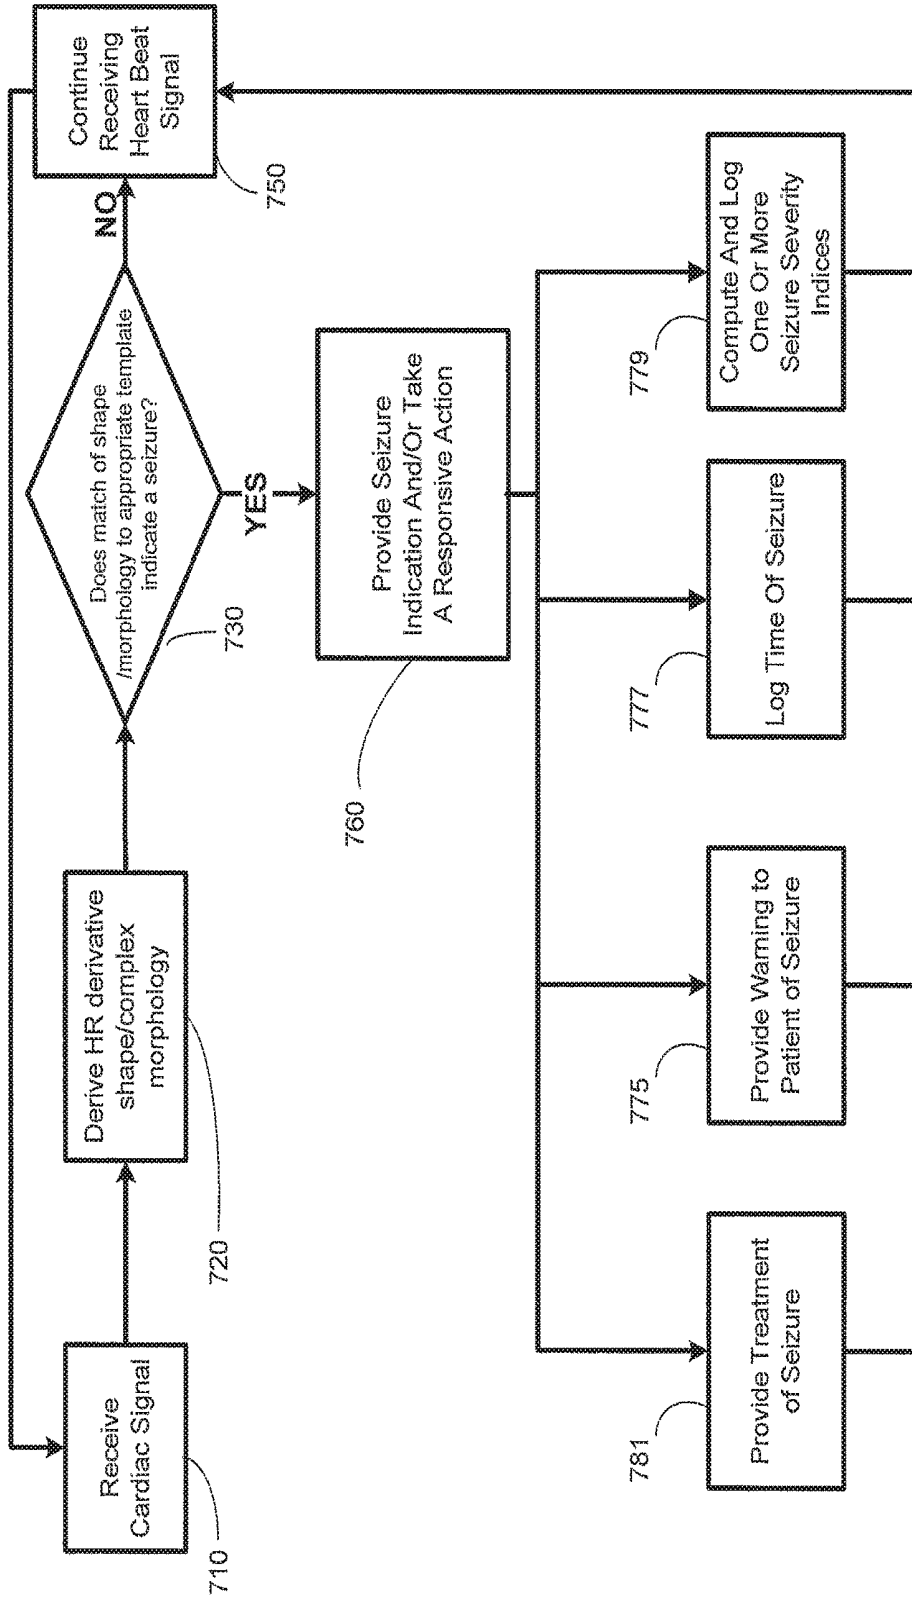 Receive
Cardiac Signal
710
Derive HR derivative
shape/complex
morphology
720
Does match of shape
/morphology to appropriate template
indicate a seizure?
730
NO
Continue
Receiving
Heart Beat
Signal
750
YES
Provide Seizure
Indication And/Or Take
A Responsive Action
760
781
Provide Treatment
of Seizure
775
Provide Warning to
Patient of Seizure
777
Log Time Of Seizure
779
Compute And Log
One Or More
Seizure Severity
Indices